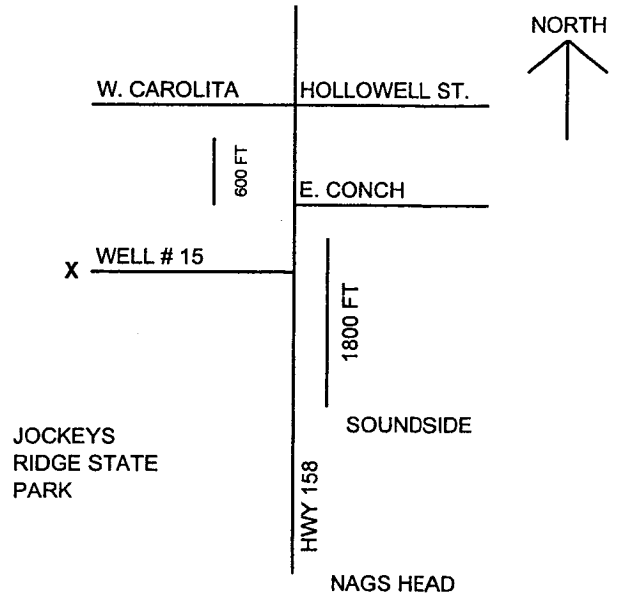 NORTH
W. CAROLITA
HOLLOWELL ST.
600 FT
E. CONCH
WELL # 15
X
1800 FT
SOUNDSIDE
JOCKEYS
RIDGE STATE
PARK
HWY 158
NAGS HEAD